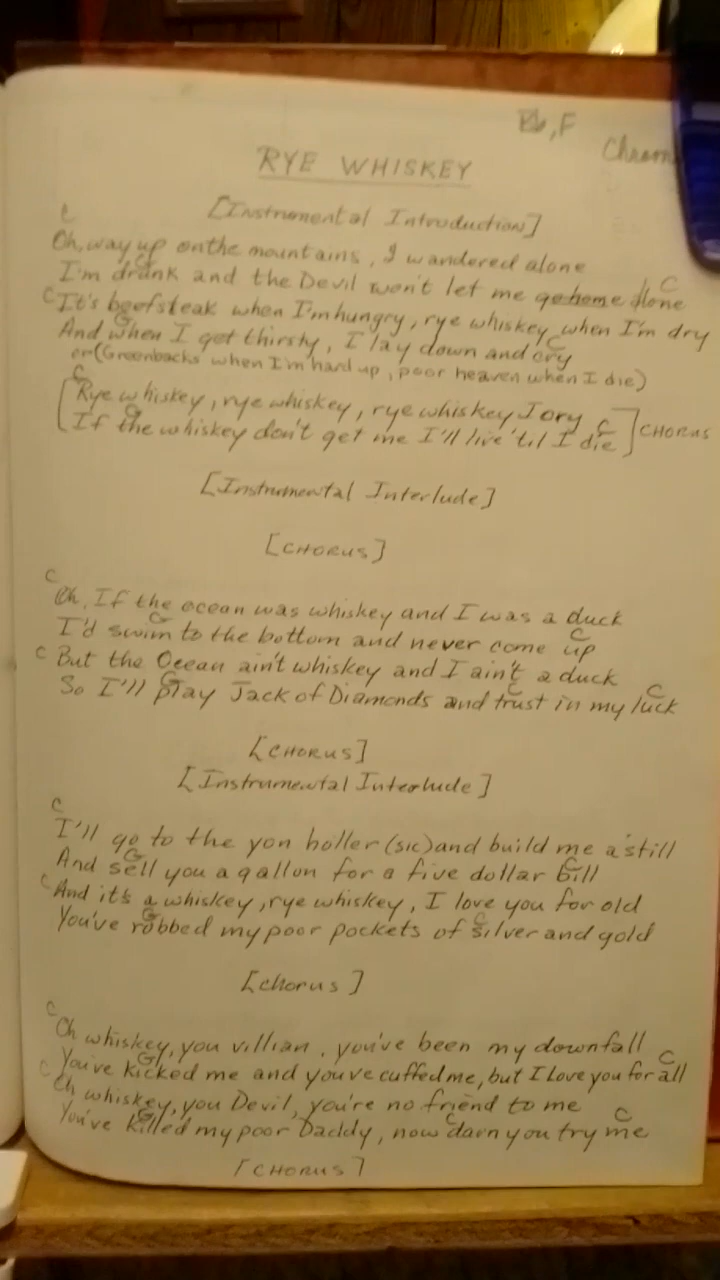 Eb, F
Chrom
RYE WHISKEY
[Instrumental Introduction]
C
Oh, way up on the mountains, I wandered alone
G C
I'm drunk and the Devil won't let me go home alone
C It's beefsteak when I'm hungry, rye whiskey when I'm dry
G C
And when I get thirsty, I lay down and cry
or (Greenbacks when I'm hard up, poor heaven when I die)
C
[Rye whiskey, rye whiskey, rye whiskey I cry
G C
If the whiskey don't get me I'll live 'til I die] CHORUS
[Instrumental Interlude]
[CHORUS]
C
Oh, If the ocean was whiskey and I was a duck
G C
I'd swim to the bottom and never come up
C But the Ocean ain't whiskey and I ain't a duck
G C C
So I'll play Jack of Diamonds and trust in my luck
[CHORUS]
[Instrumental Interlude]
C
I'll go to the yon holler (sic) and build me a still
G C
And sell you a gallon for a five dollar bill
C And it's a whiskey, rye whiskey, I love you for old
G C
You've robbed my poor pockets of silver and gold
[Chorus]
C
Oh whiskey, you villian, you've been my downfall
G C
You've kicked me and you've cuffed me, but I love you for all
C Oh whiskey, you Devil, you're no friend to me
G C C
You've killed my poor Daddy, now darn you try me
[CHORUS]